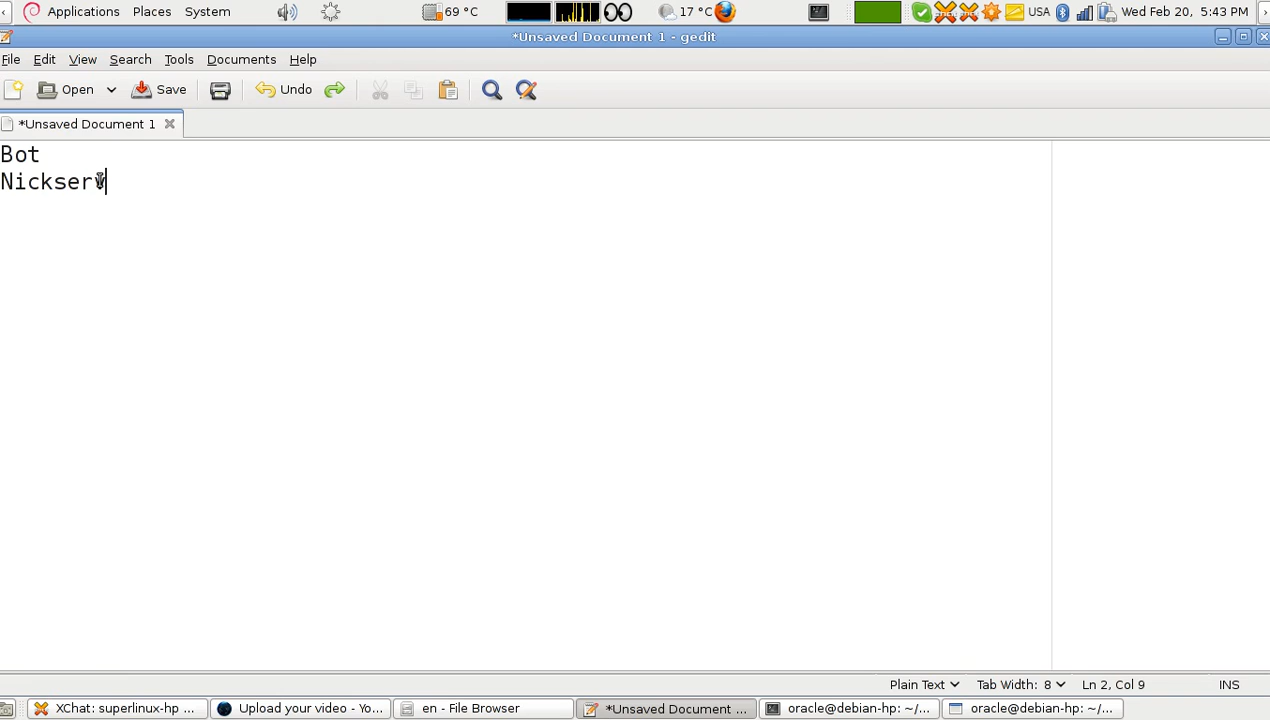 Applications Places System 69 °C 17 °C USA Wed Feb 20, 5:43 PM
*Unsaved Document 1 - gedit
File Edit View Search Tools Documents Help
Open Save Undo
*Unsaved Document 1
Bot
Nickserv
Plain Text Tab Width: 8 Ln 2, Col 9 INS
XChat: superlinux-hp ... Upload your video - Yo... en - File Browser *Unsaved Document ... oracle@debian-hp: ~/... oracle@debian-hp: ~/...